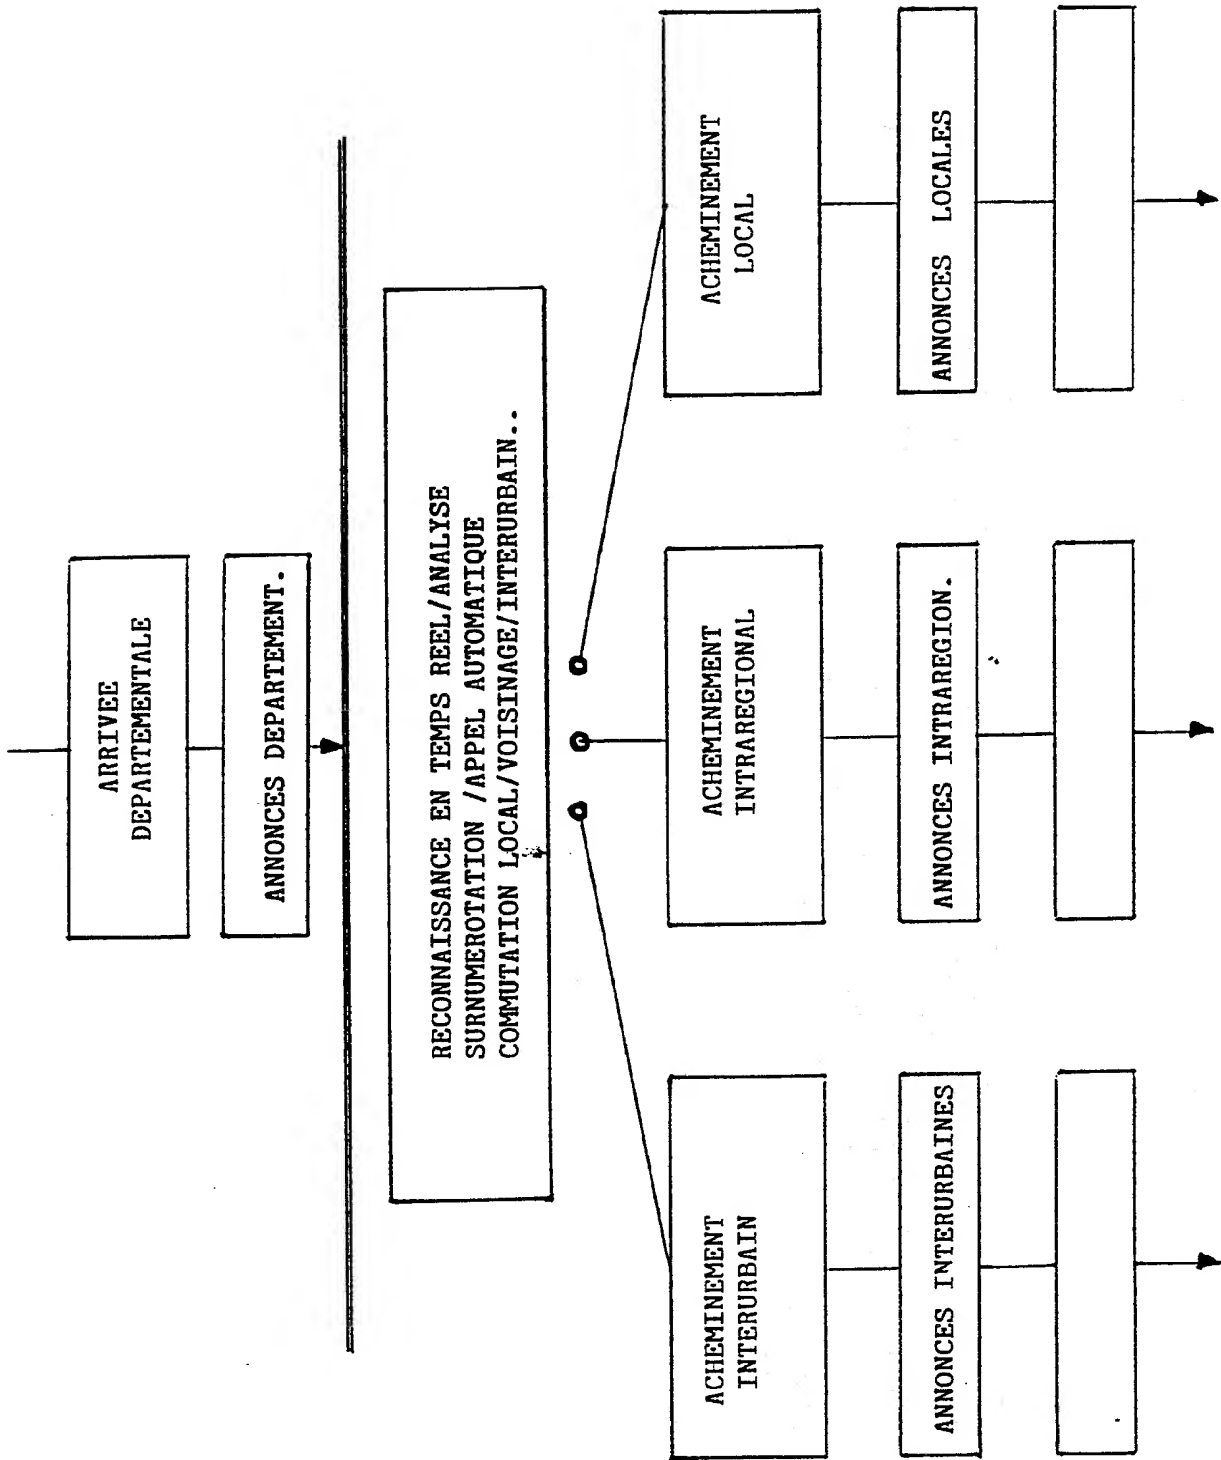 ARRIVEE
DEPARTEMENTALE
ANNONCES DEPARTEMENT.
RECONNAISSANCE EN TEMPS REEL/ANALYSE
SURNUMEROTATION /APPEL AUTOMATIQUE
COMMUTATION LOCAL/VOISINAGE/INTERURBAIN..
ACHEMINEMENT
INTERURBAIN
ANNONCES INTERURBAINES
ACHEMINEMENT
INTRAREGIONAL
ANNONCES INTRAREGION.
ACHEMINEMENT
LOCAL
ANNONCES LOCALES